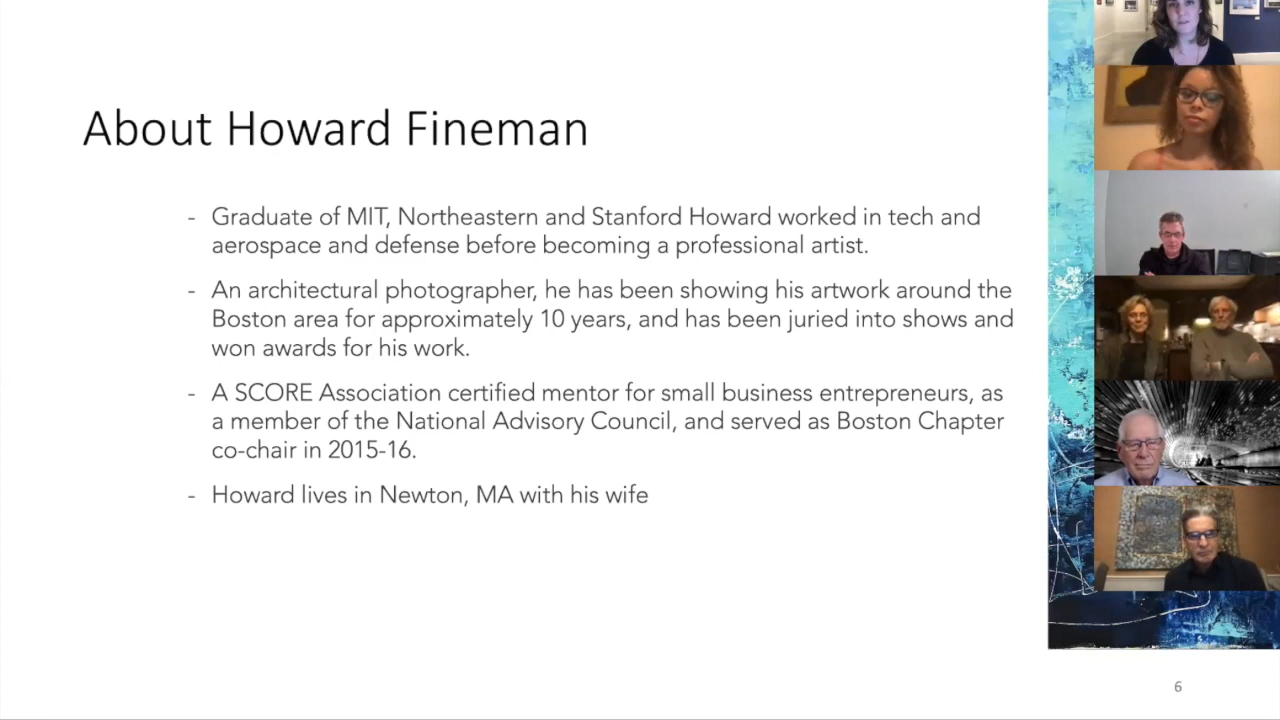 About Howard Fineman
- Graduate of MIT, Northeastern and Stanford Howard worked in tech and
aerospace and defense before becoming a professional artist.
- An architectural photographer, he has been showing his artwork around the
Boston area for approximately 10 years, and has been juried into shows and
won awards for his work.
- A SCORE Association certified mentor for small business entrepreneurs, as
a member of the National Advisory Council, and served as Boston Chapter
co-chair in 2015-16.
- Howard lives in Newton, MA with his wife
6